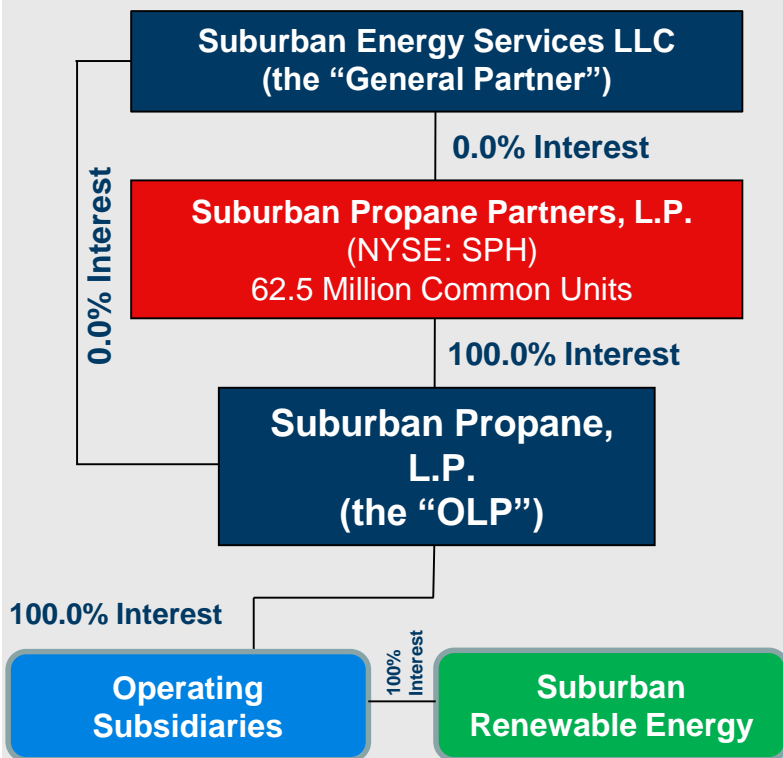 Suburban Energy Services LLC
(the “General Partner”)
0.0% Interest
0.0% Interest
Suburban Propane Partners, L.P.
(NYSE: SPH)
62.5 Million Common Units
100.0% Interest
Suburban Propane,
L.P.
(the “OLP”)
100.0% Interest
Operating
Subsidiaries
100%
Interest
Suburban
Renewable Energy